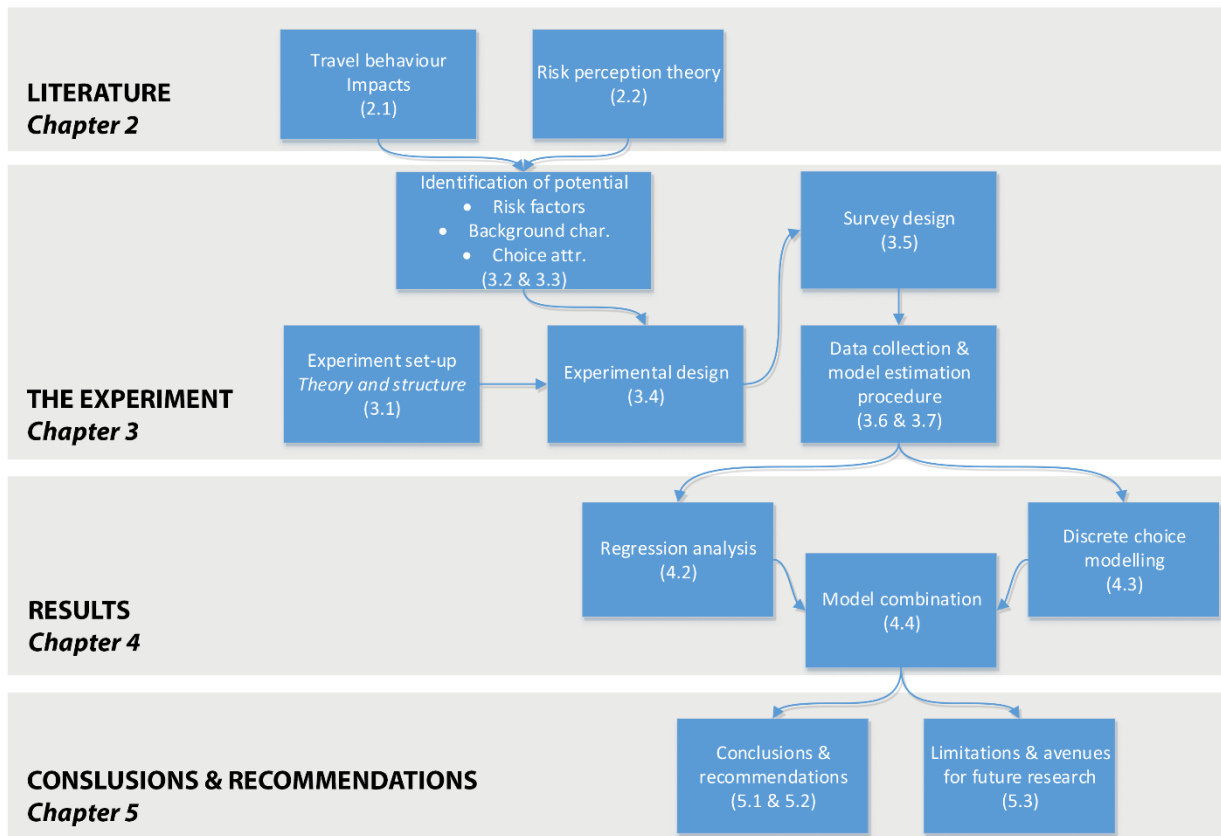 LITERATURE
Chapter 2
Travel behaviour
Impacts
(2.1)
Risk perception theory
(2.2)
THE EXPERIMENT
Chapter 3
Identification of potential
• Risk factors
• Background char.
• Choice attr.
(3.2 & 3.3)
Survey design
(3.5)
Experiment set-up
Theory and structure
(3.1)
Experimental design
(3.4)
Data collection &
model estimation
procedure
(3.6 & 3.7)
RESULTS
Chapter 4
Regression analysis
(4.2)
Discrete choice
modelling
(4.3)
Model combination
(4.4)
CONSLUSIONS & RECOMMENDATIONS
Chapter 5
Conclusions &
recommendations
(5.1 & 5.2)
Limitations & avenues
for future research
(5.3)